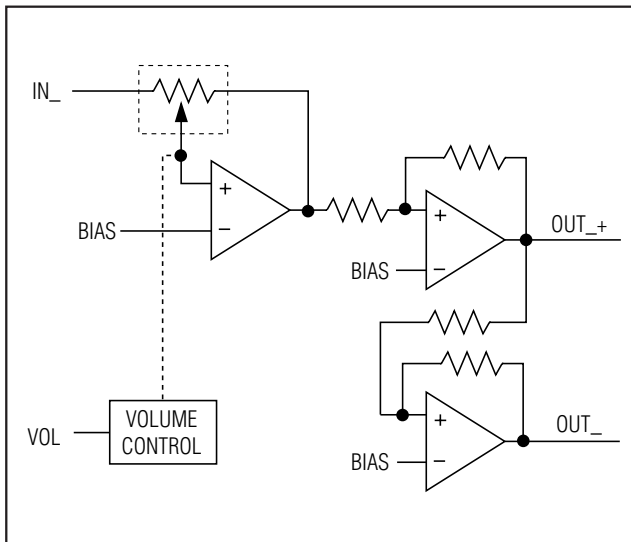 IN_
+
−
BIAS
+
−
BIAS
OUT_+
VOL
VOLUME
CONTROL
+
−
BIAS
OUT_